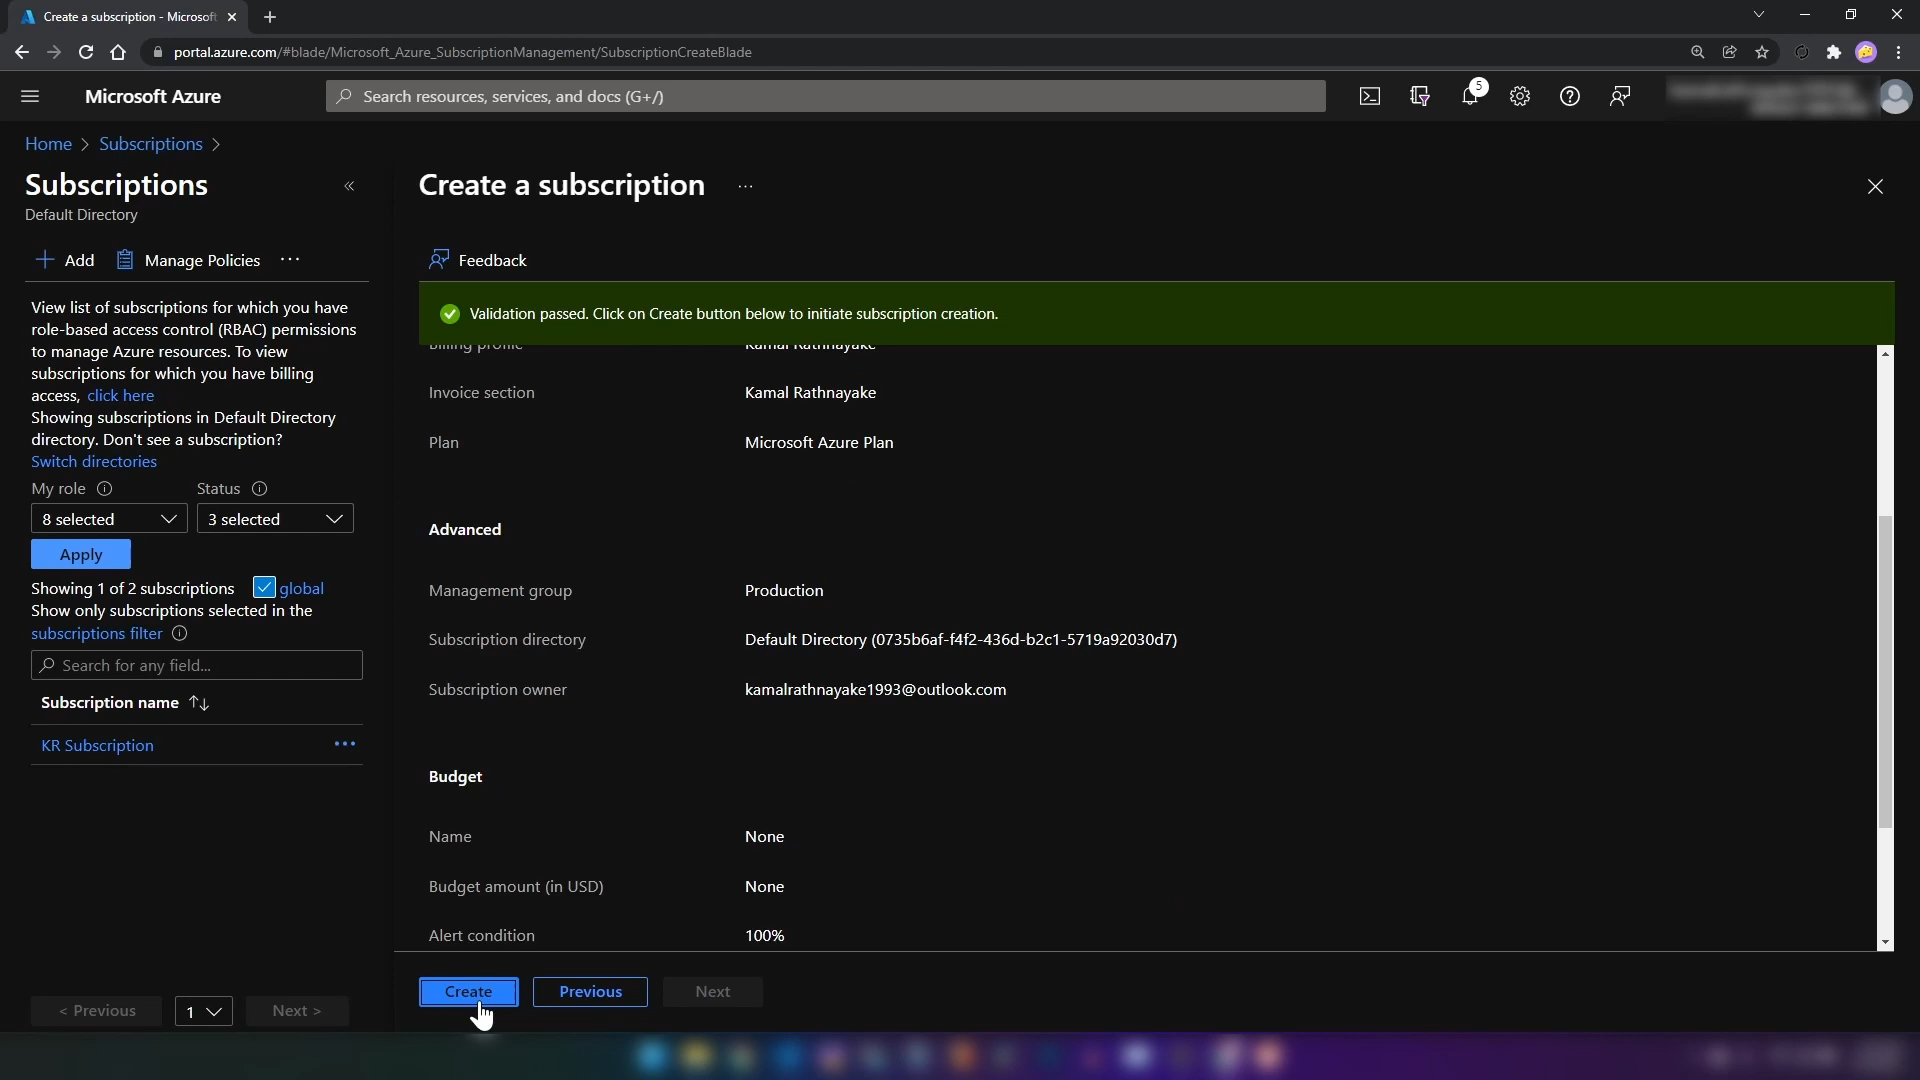 Create a subscription - Microsoft
portal.azure.com/#blade/Microsoft_Azure_SubscriptionManagement/SubscriptionCreateBlade
Microsoft Azure
Search resources, services, and docs (G+/)
5
Home > Subscriptions >
Subscriptions
Default Directory
Add
Manage Policies
View list of subscriptions for which you have
role-based access control (RBAC) permissions
to manage Azure resources. To view
subscriptions for which you have billing
access, click here
Showing subscriptions in Default Directory
directory. Don't see a subscription?
Switch directories
My role
Status
8 selected
3 selected
Apply
Showing 1 of 2 subscriptions
global
Show only subscriptions selected in the
subscriptions filter
Search for any field...
Subscription name
KR Subscription
< Previous
1
Next >
Create a subscription
Feedback
Validation passed. Click on Create button below to initiate subscription creation.
Billing profile
Kamal Rathnayake
Invoice section
Kamal Rathnayake
Plan
Microsoft Azure Plan
Advanced
Management group
Production
Subscription directory
Default Directory (0735b6af-f4f2-436d-b2c1-5719a92030d7)
Subscription owner
kamalrathnayake1993@outlook.com
Budget
Name
None
Budget amount (in USD)
None
Alert condition
100%
Create
Previous
Next